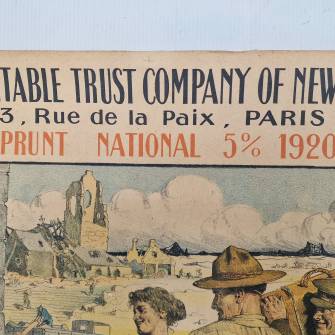 TABLE TRUST COMPANY OF NEW
3, Rue de la Paix, PARIS
PRUNT NATIONAL 5% 1920